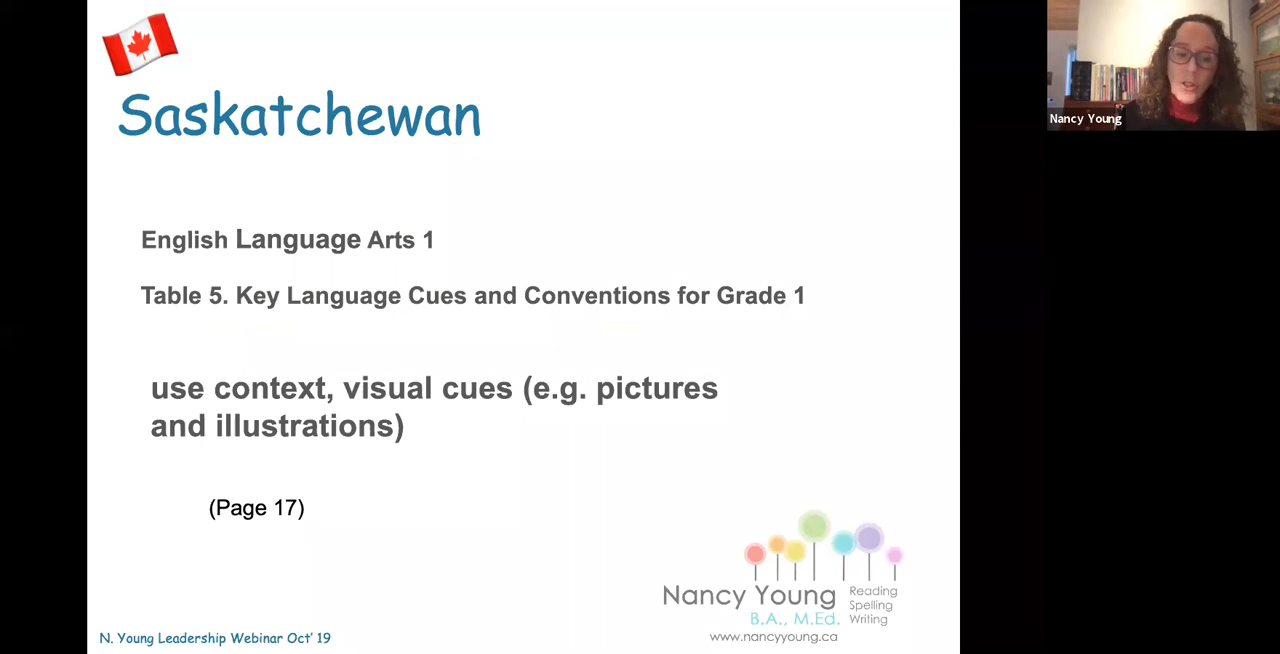 Saskatchewan
Nancy Young
English Language Arts 1
Table 5. Key Language Cues and Conventions for Grade 1
use context, visual cues (e.g. pictures
and illustrations)
(Page 17)
Nancy Young
B.A., M.Ed.
Reading
Spelling
Writing
www.nancyyoung.ca
N. Young Leadership Webinar Oct' 19